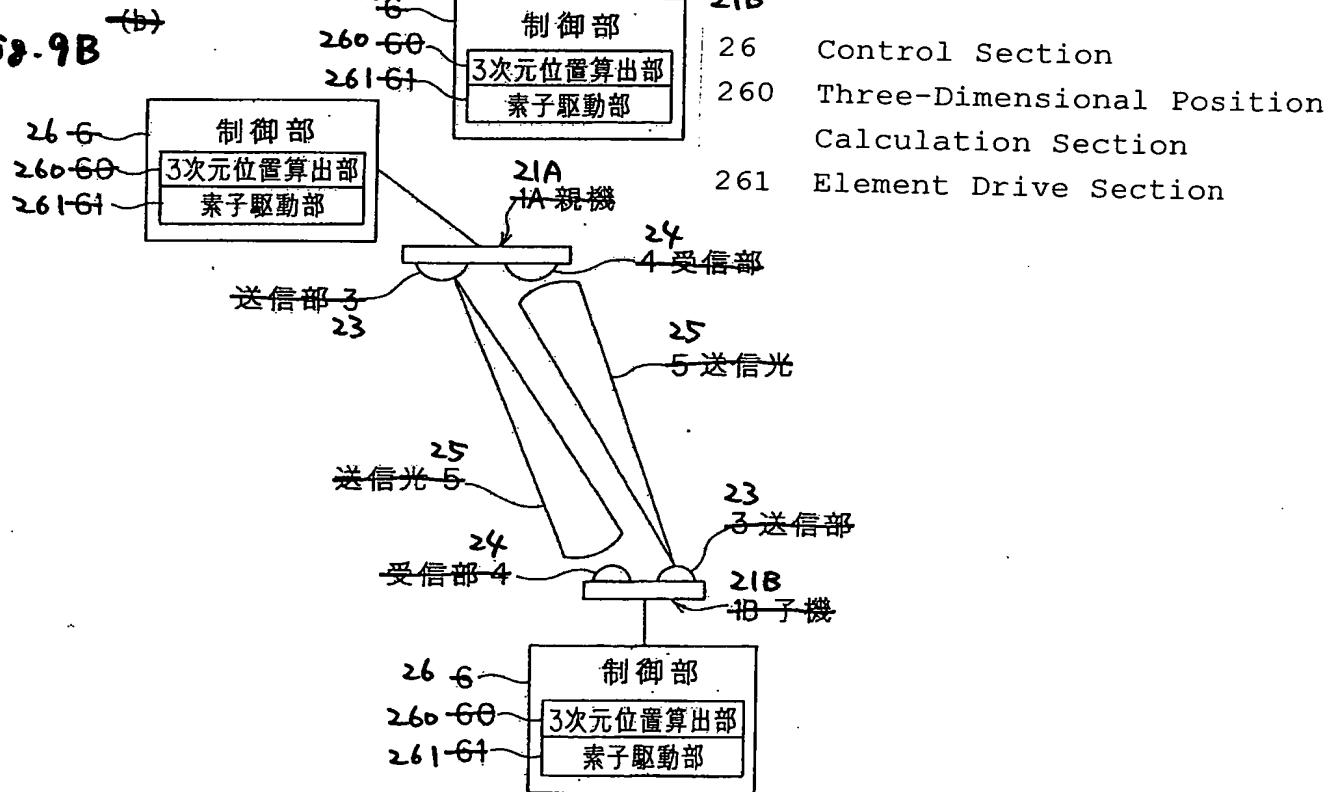 (b)
6
21B
制御部
26 Control Section
260 60
3次元位置算出部
260 Three-Dimensional Position
Calculation Section
261 61
素子駆動部
261 Element Drive Section
.9B
26 6
制御部
260 60
3次元位置算出部
261 61
素子駆動部
21A
1A 親機
24
4 受信部
送信部 3
23
25
5 送信光
25
送信光 5
23
3 送信部
24
受信部 4
21B
1B 子機
26 6
制御部
260 60
3次元位置算出部
261 61
素子駆動部